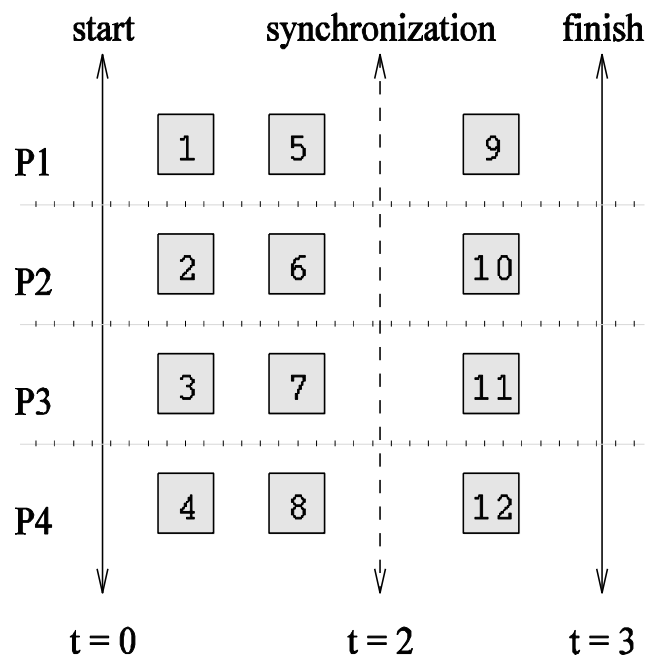 start synchronization finish
P1 1 5 9
P2 2 6 10
P3 3 7 11
P4 4 8 12
t = 0 t = 2 t = 3